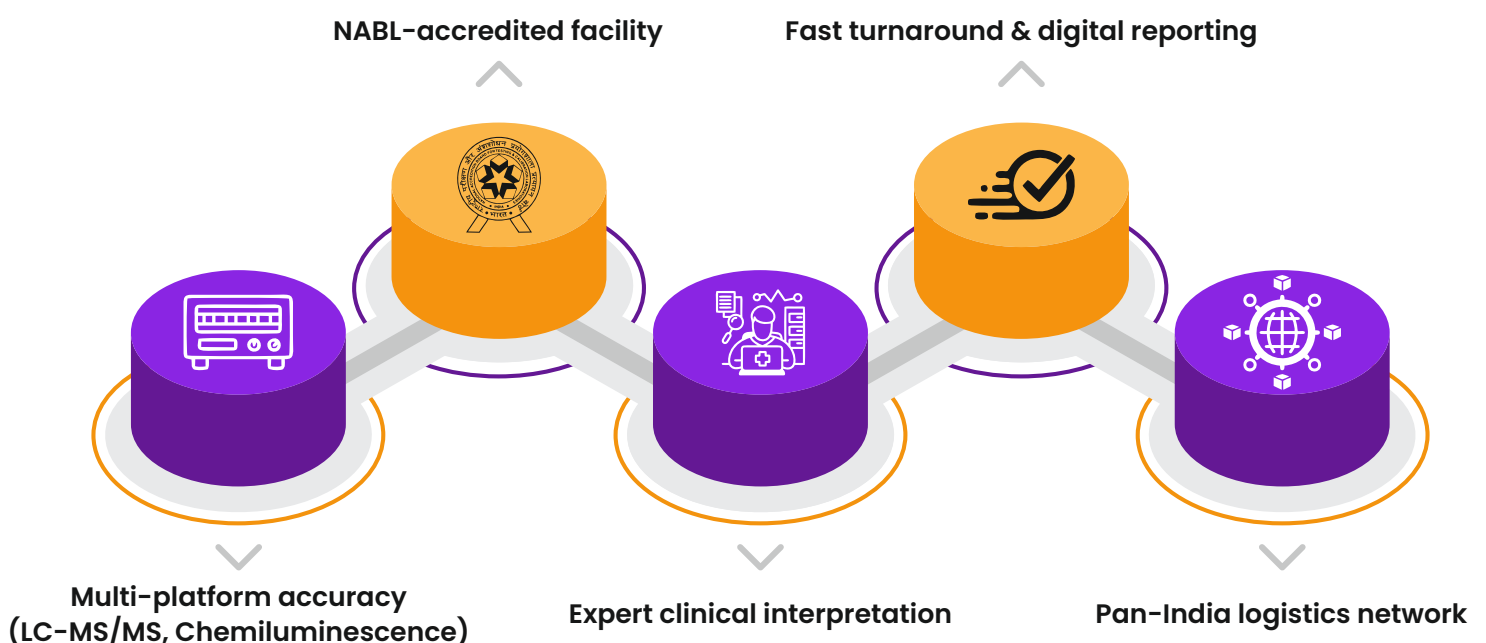 NABL-accredited facility
Fast turnaround & digital reporting
Multi-platform accuracy
(LC-MS/MS, Chemiluminescence)
Expert clinical interpretation
Pan-India logistics network